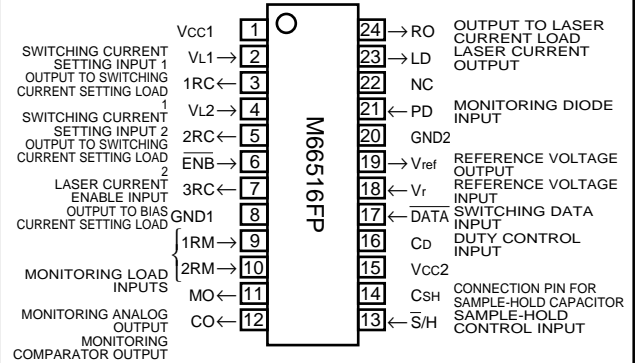 Vcc1 1
SWITCHING CURRENT
SETTING INPUT 1
VL1→ 2
OUTPUT TO SWITCHING
CURRENT SETTING LOAD
1
1RC← 3
SWITCHING CURRENT
SETTING INPUT 2
VL2→ 4
OUTPUT TO SWITCHING
CURRENT SETTING LOAD
2
2RC← 5
LASER CURRENT
ENABLE INPUT
ENB→ 6
OUTPUT TO BIAS
CURRENT SETTING LOAD
3RC← 7
GND1 8
MONITORING LOAD
INPUTS
1RM→ 9
2RM→ 10
MONITORING ANALOG
OUTPUT
MO← 11
MONITORING
COMPARATOR OUTPUT
CO← 12
M66516FP
24 →RO OUTPUT TO LASER
CURRENT LOAD
23 →LD LASER CURRENT
OUTPUT
22 NC
21 ←PD MONITORING DIODE
INPUT
20 GND2
19 →Vref REFERENCE VOLTAGE
OUTPUT
18 ←Vr REFERENCE VOLTAGE
INPUT
17 ←DATA SWITCHING DATA
INPUT
16 CD DUTY CONTROL
INPUT
15 Vcc2
14 CSH CONNECTION PIN FOR
SAMPLE-HOLD CAPACITOR
13 ←S/H SAMPLE-HOLD
CONTROL INPUT